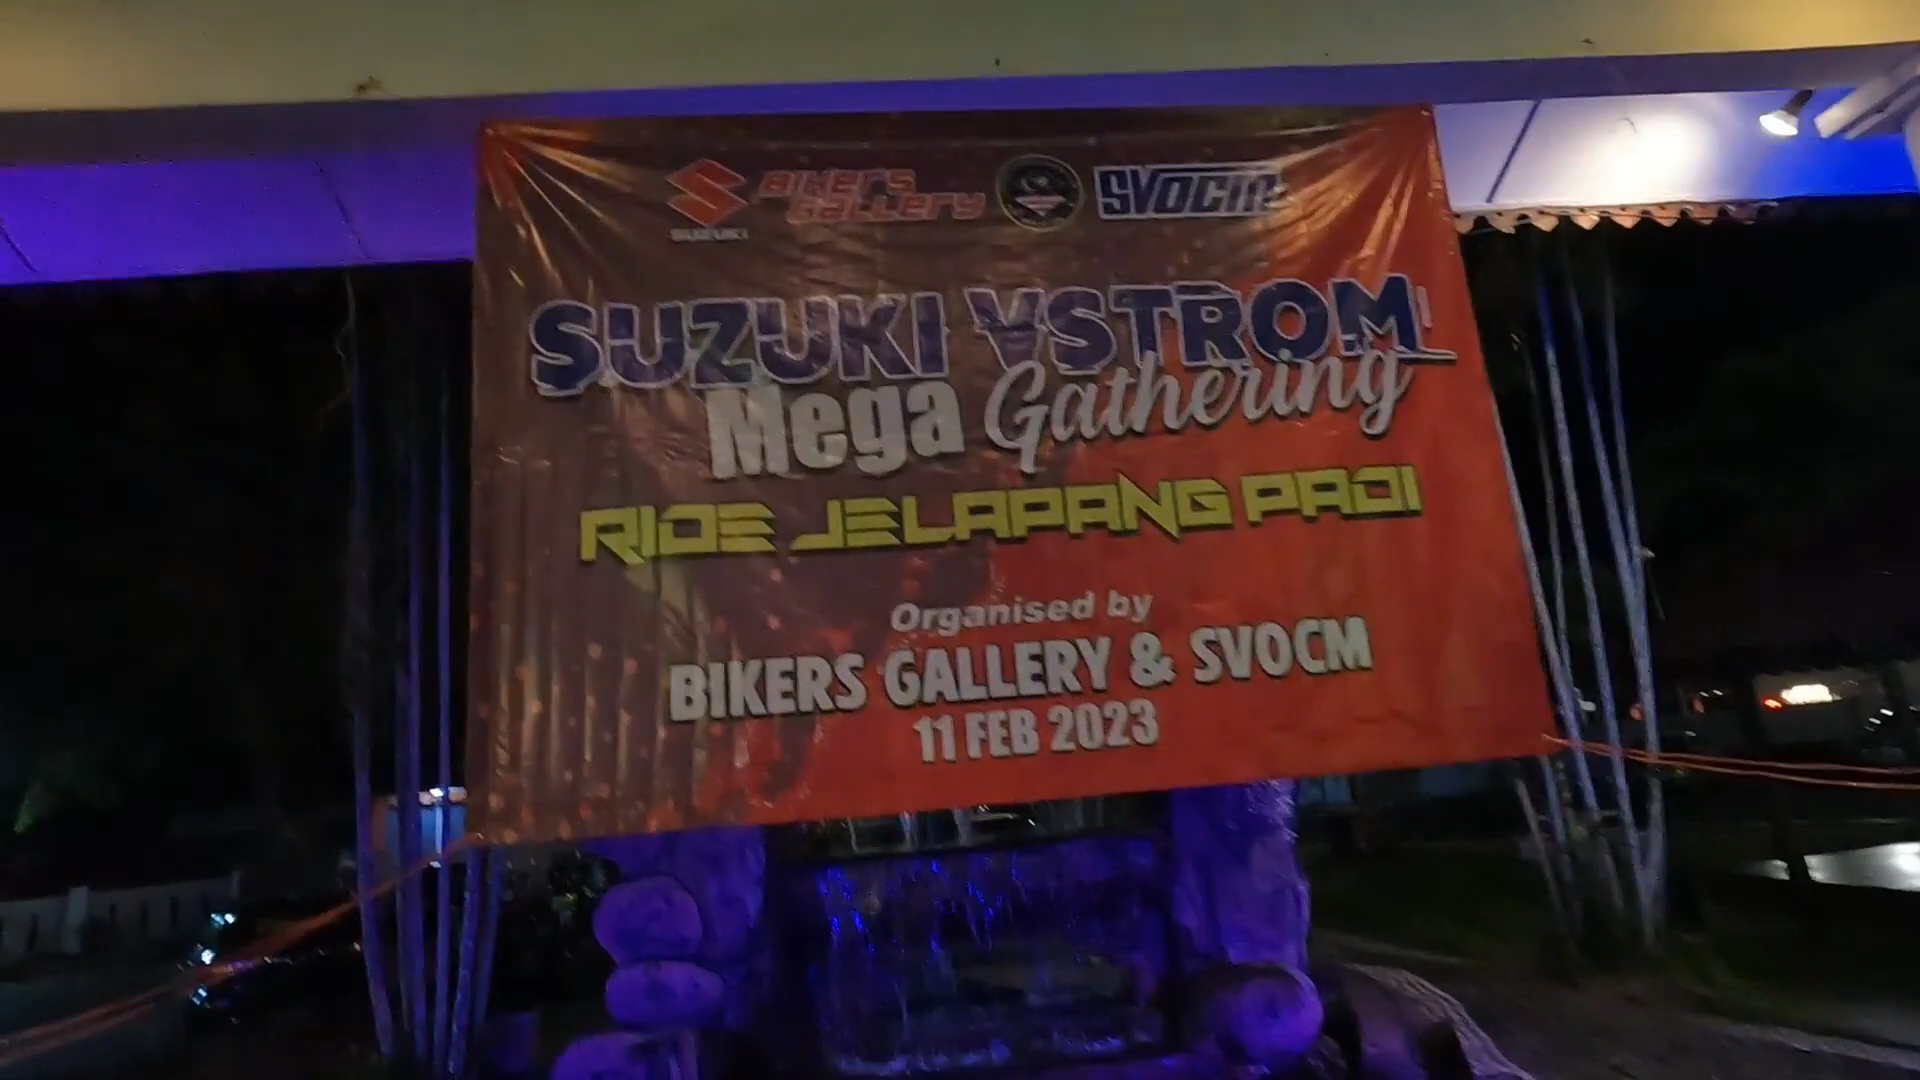 SUZUKI
BIKERS
GALLERY
SVOCM
SUZUKI VSTROM
Mega Gathering
RIDE JELAPANG PADI
Organised by
BIKERS GALLERY & SVOCM
11 FEB 2023